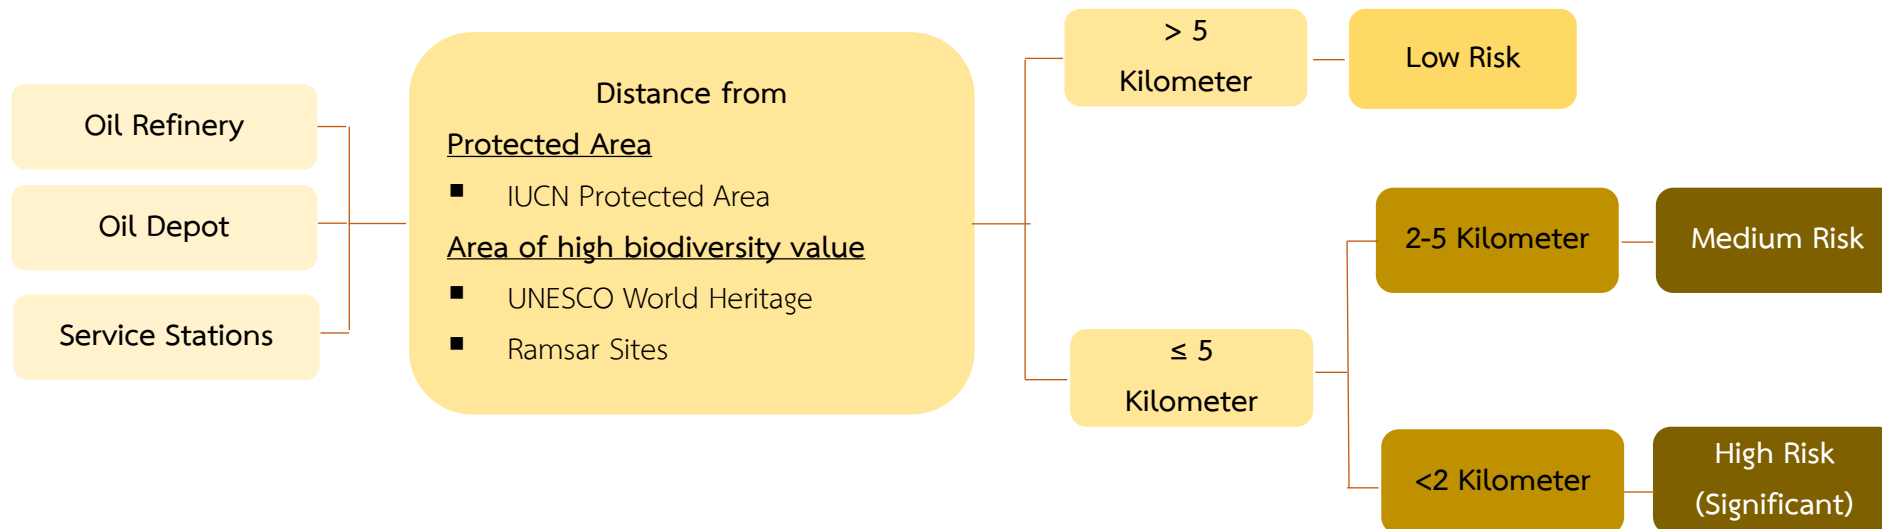 Oil Refinery
Oil Depot
Service Stations
Distance from
Protected Area
▪ IUCN Protected Area
Area of high biodiversity value
▪ UNESCO World Heritage
▪ Ramsar Sites
> 5
Kilometer
Low Risk
≤ 5
Kilometer
2-5 Kilometer
Medium Risk
<2 Kilometer
High Risk
(Significant)